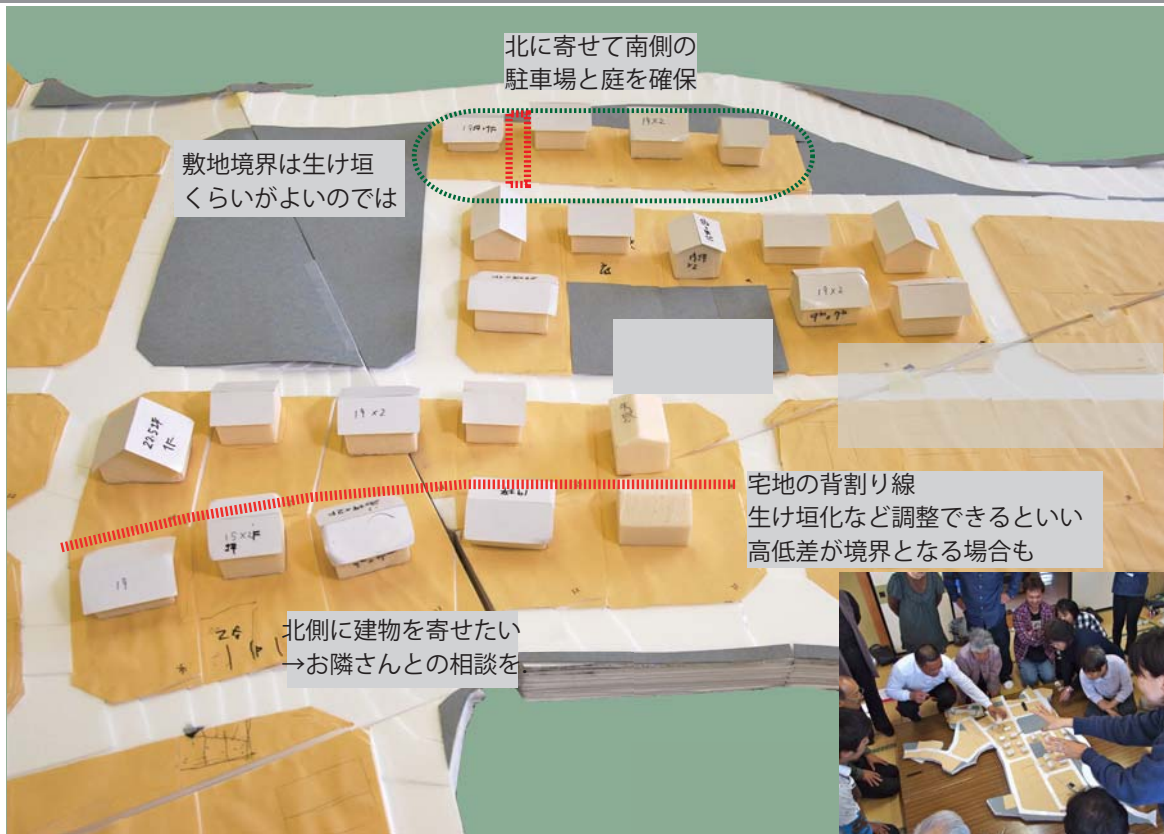 北に寄せて南側の
駐車場と庭を確保
敷地境界は生け垣
くらいがよいのでは
19×2
19×2
22.5坪
19×2
宅地の背割り線
生け垣化など調整できるといい
高低差が境界となる場合も
19
北側に建物を寄せたい
→お隣さんとの相談を